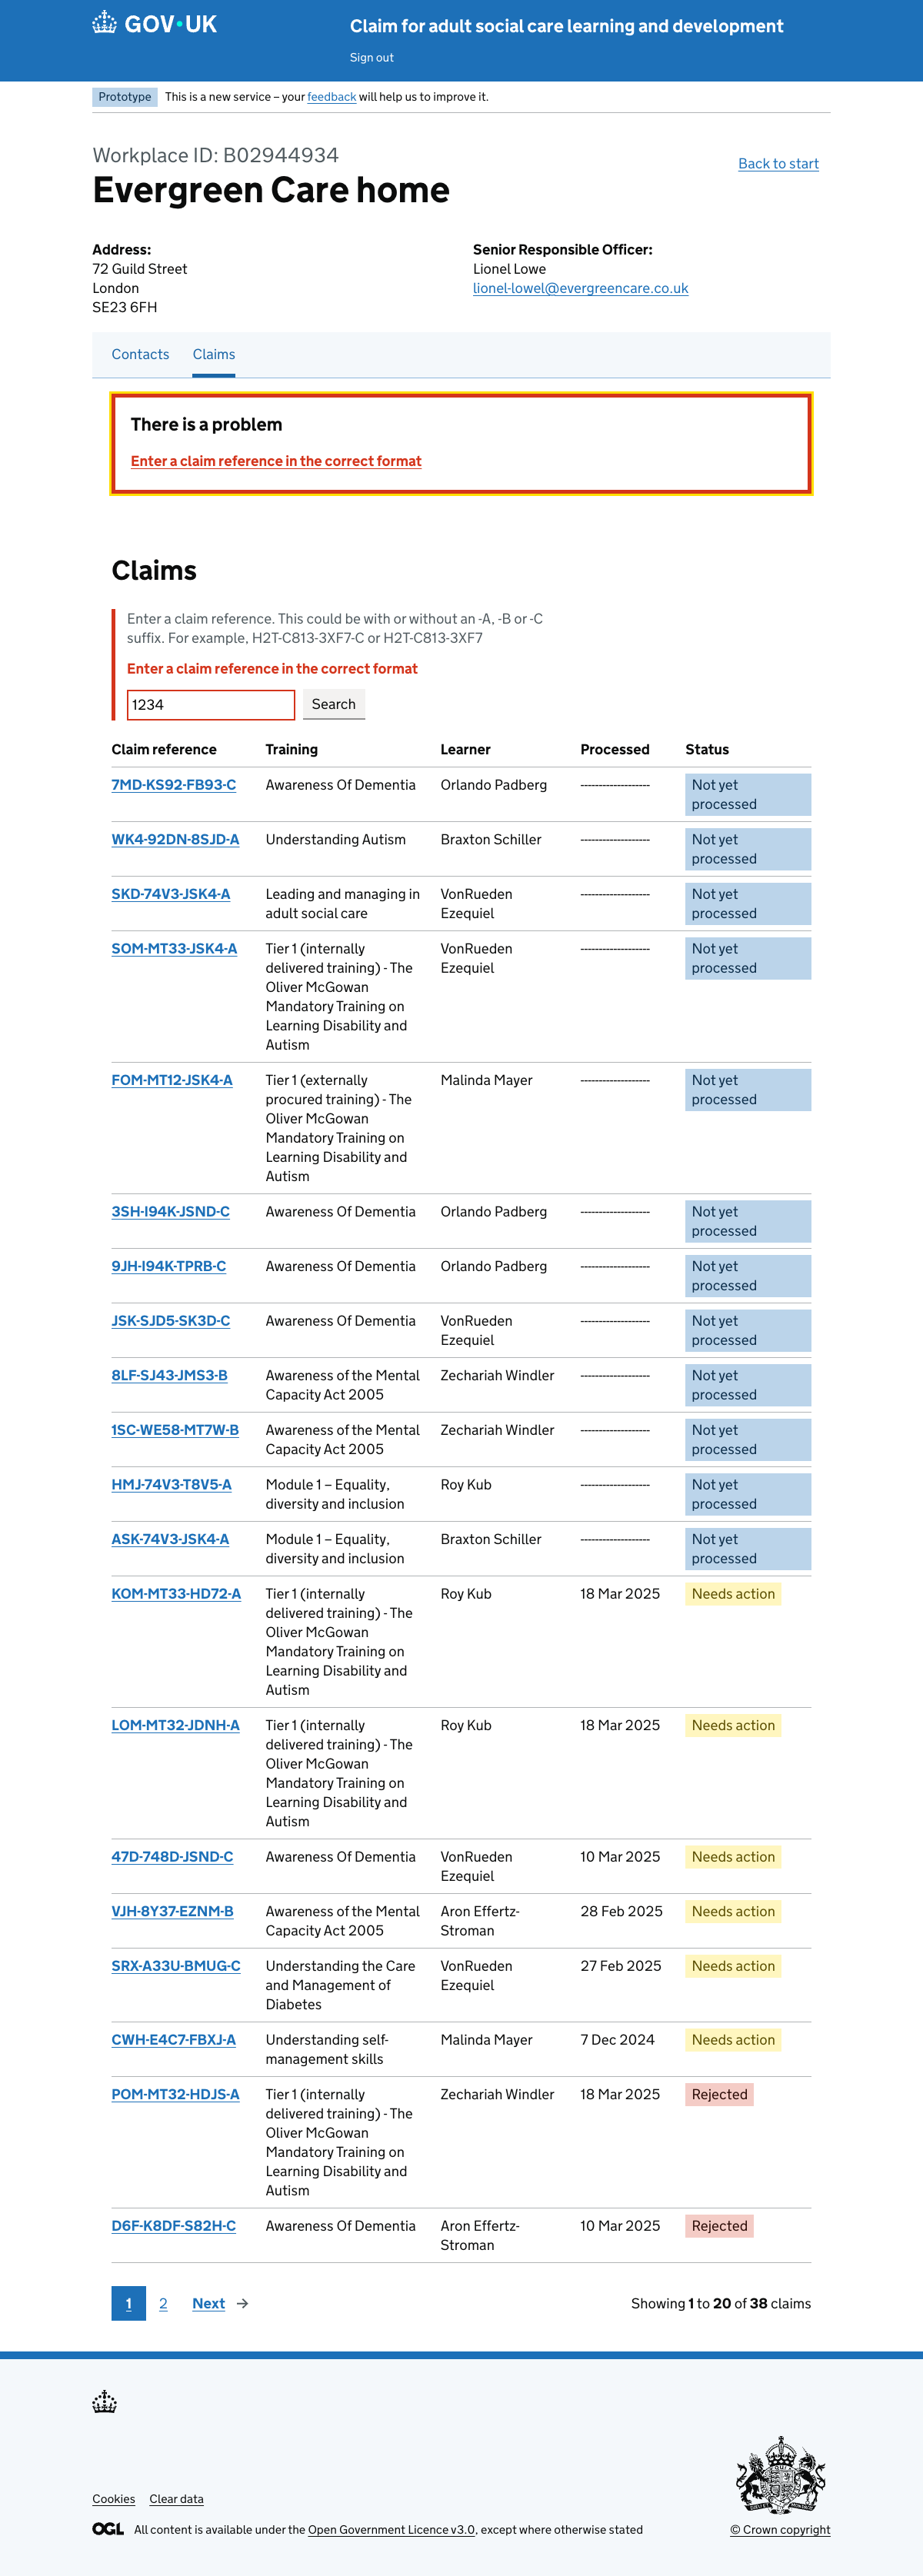 GOV·UK
Claim for adult social care learning and development
Sign out
Prototype This is a new service – your feedback will help us to improve it.
Workplace ID: B02944934
Back to start
Evergreen Care home
Address:
72 Guild Street
London
SE23 6FH
Senior Responsible Officer:
Lionel Lowe
lionel-lowel@evergreencare.co.uk
Contacts Claims
There is a problem
Enter a claim reference in the correct format
Claims
Enter a claim reference. This could be with or without an -A, -B or -C
suffix. For example, H2T-C813-3XF7-C or H2T-C813-3XF7
Enter a claim reference in the correct format
1234 Search
Claim reference Training Learner Processed Status
7MD-KS92-FB93-C Awareness Of Dementia Orlando Padberg ------------------- Not yet
processed
WK4-92DN-8SJD-A Understanding Autism Braxton Schiller ------------------- Not yet
processed
SKD-74V3-JSK4-A Leading and managing in VonRueden ------------------- Not yet
adult social care Ezequiel processed
SOM-MT33-JSK4-A Tier 1 (internally VonRueden ------------------- Not yet
delivered training) - The Ezequiel processed
Oliver McGowan
Mandatory Training on
Learning Disability and
Autism
FOM-MT12-JSK4-A Tier 1 (externally Malinda Mayer ------------------- Not yet
procured training) - The processed
Oliver McGowan
Mandatory Training on
Learning Disability and
Autism
3SH-I94K-JSND-C Awareness Of Dementia Orlando Padberg ------------------- Not yet
processed
9JH-I94K-TPRB-C Awareness Of Dementia Orlando Padberg ------------------- Not yet
processed
JSK-SJD5-SK3D-C Awareness Of Dementia VonRueden ------------------- Not yet
Ezequiel processed
8LF-SJ43-JMS3-B Awareness of the Mental Zechariah Windler ------------------- Not yet
Capacity Act 2005 processed
1SC-WE58-MT7W-B Awareness of the Mental Zechariah Windler ------------------- Not yet
Capacity Act 2005 processed
HMJ-74V3-T8V5-A Module 1 – Equality, Roy Kub ------------------- Not yet
diversity and inclusion processed
ASK-74V3-JSK4-A Module 1 – Equality, Braxton Schiller ------------------- Not yet
diversity and inclusion processed
KOM-MT33-HD72-A Tier 1 (internally Roy Kub 18 Mar 2025 Needs action
delivered training) - The
Oliver McGowan
Mandatory Training on
Learning Disability and
Autism
LOM-MT32-JDNH-A Tier 1 (internally Roy Kub 18 Mar 2025 Needs action
delivered training) - The
Oliver McGowan
Mandatory Training on
Learning Disability and
Autism
47D-748D-JSND-C Awareness Of Dementia VonRueden 10 Mar 2025 Needs action
Ezequiel
VJH-8Y37-EZNM-B Awareness of the Mental Aron Effertz- 28 Feb 2025 Needs action
Capacity Act 2005 Stroman
SRX-A33U-BMUG-C Understanding the Care VonRueden 27 Feb 2025 Needs action
and Management of Ezequiel
Diabetes
CWH-E4C7-FBXJ-A Understanding self- Malinda Mayer 7 Dec 2024 Needs action
management skills
POM-MT32-HDJS-A Tier 1 (internally Zechariah Windler 18 Mar 2025 Rejected
delivered training) - The
Oliver McGowan
Mandatory Training on
Learning Disability and
Autism
D6F-K8DF-S82H-C Awareness Of Dementia Aron Effertz- 10 Mar 2025 Rejected
Stroman
1 2 Next → Showing 1 to 20 of 38 claims
Cookies Clear data
OGL All content is available under the Open Government Licence v3.0, except where otherwise stated
© Crown copyright